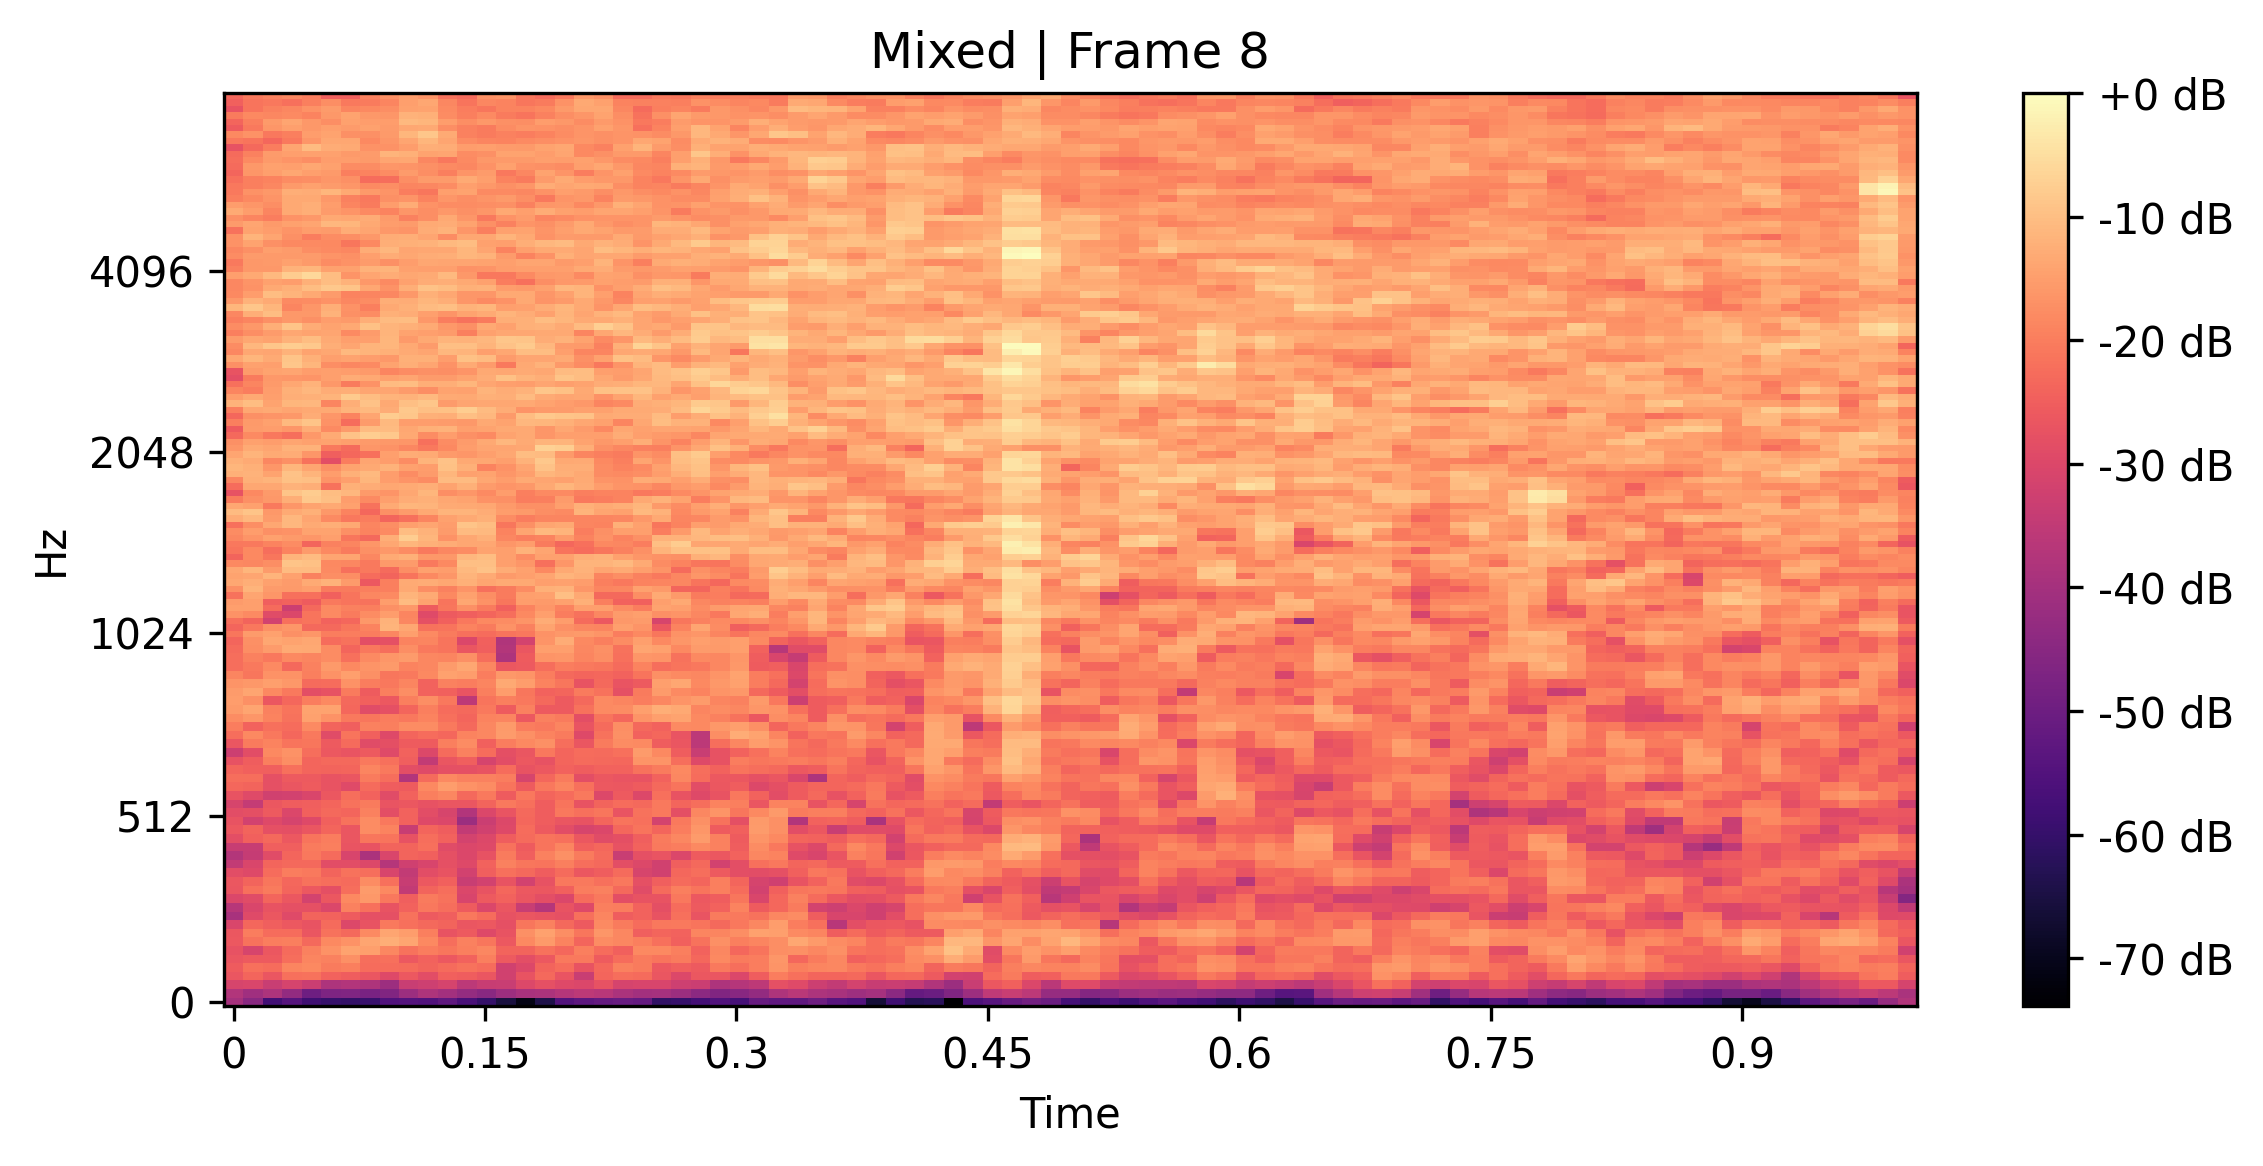 Mixed | Frame 8
Hz
4096
2048
1024
512
0
0 0.15 0.3 0.45 0.6 0.75 0.9
Time
+0 dB
-10 dB
-20 dB
-30 dB
-40 dB
-50 dB
-60 dB
-70 dB